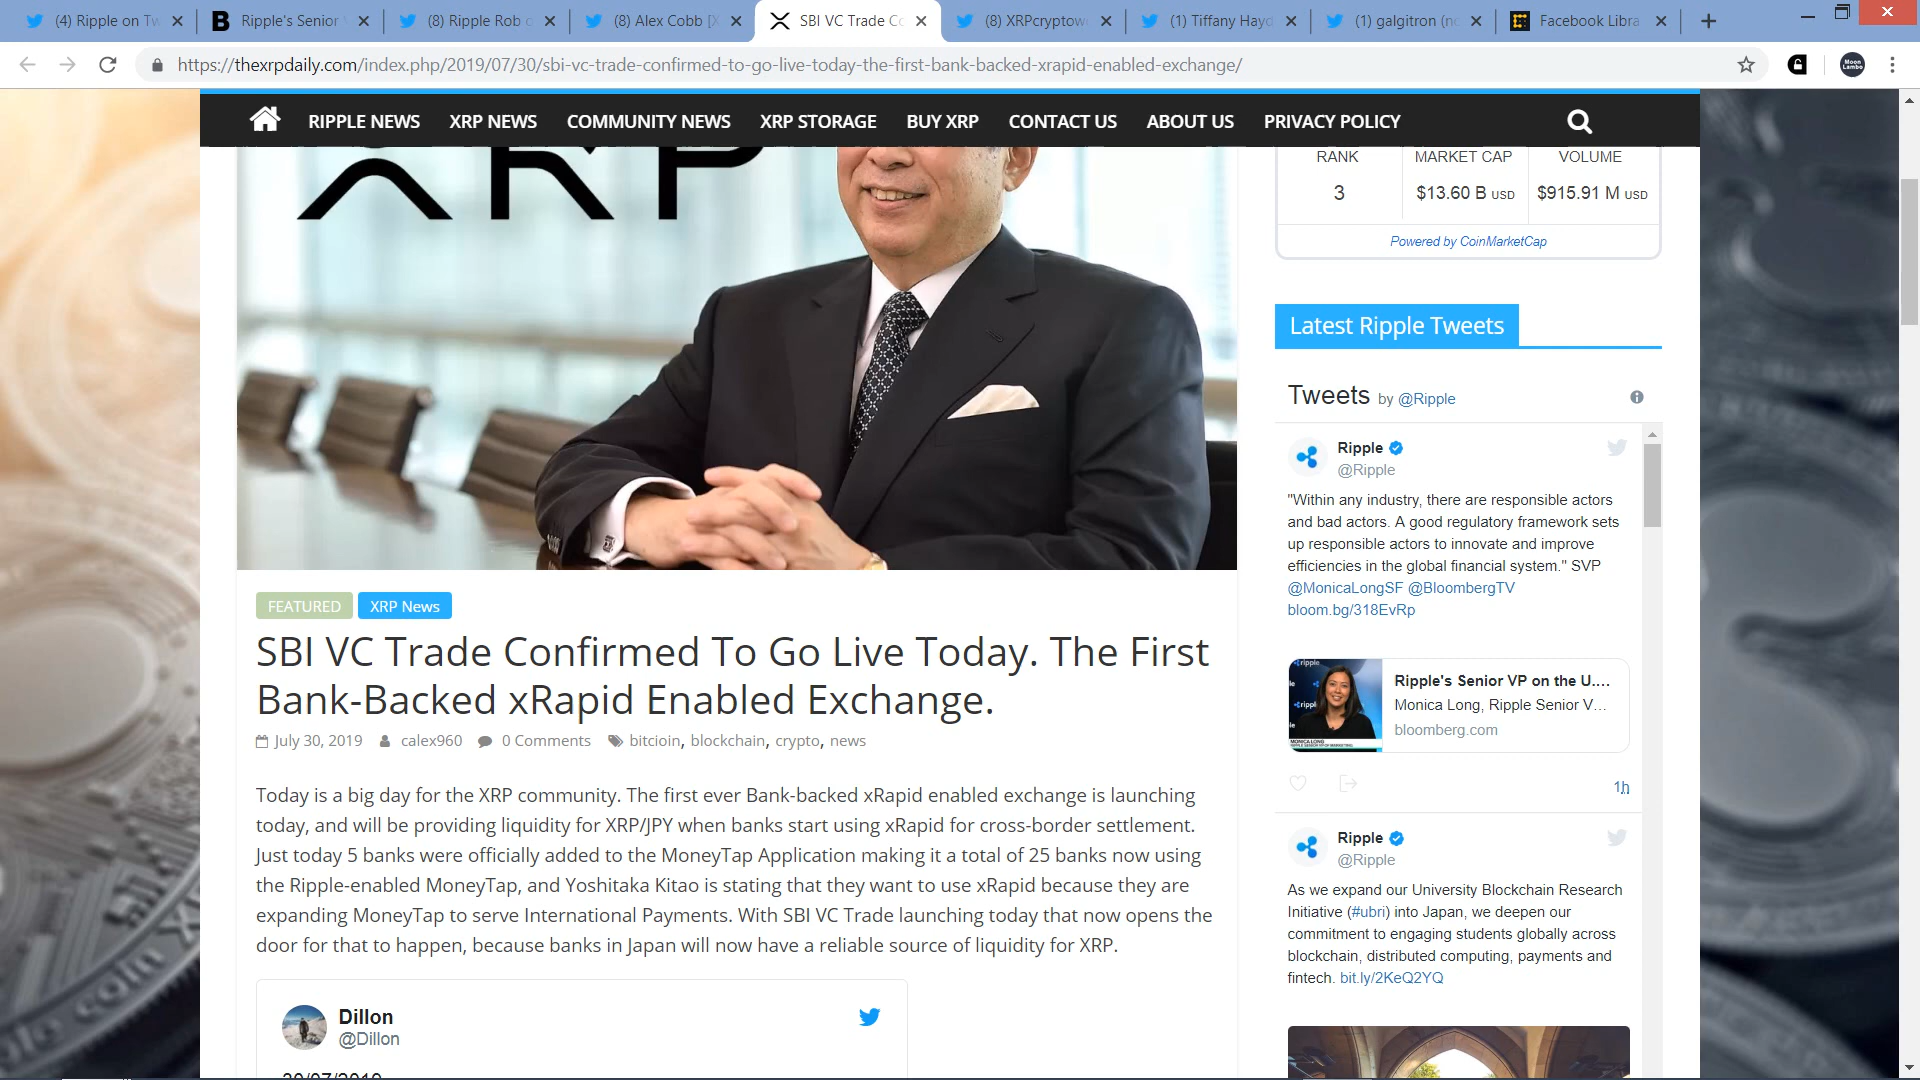 (4) Ripple on Tw
Ripple's Senior
(8) Ripple Rob
(8) Alex Cobb [X
SBI VC Trade Co
(8) XRPcryptow
(1) Tiffany Hayd
(1) galgitron (no
Facebook Libra
https://thexrpdaily.com/index.php/2019/07/30/sbi-vc-trade-confirmed-to-go-live-today-the-first-bank-backed-xrapid-enabled-exchange/
Moon
Lambo
RIPPLE NEWS XRP NEWS COMMUNITY NEWS XRP STORAGE BUY XRP CONTACT US ABOUT US PRIVACY POLICY
XRP
RANK MARKET CAP VOLUME
3 $13.60 B USD $915.91 M USD
Powered by CoinMarketCap
FEATURED XRP News
SBI VC Trade Confirmed To Go Live Today. The First
Bank-Backed xRapid Enabled Exchange.
July 30, 2019 calex960 0 Comments bitcioin, blockchain, crypto, news
Today is a big day for the XRP community. The first ever Bank-backed xRapid enabled exchange is launching
today, and will be providing liquidity for XRP/JPY when banks start using xRapid for cross-border settlement.
Just today 5 banks were officially added to the MoneyTap Application making it a total of 25 banks now using
the Ripple-enabled MoneyTap, and Yoshitaka Kitao is stating that they want to use xRapid because they are
expanding MoneyTap to serve International Payments. With SBI VC Trade launching today that now opens the
door for that to happen, because banks in Japan will now have a reliable source of liquidity for XRP.
Dillon
@Dillon
30/07/2019
Latest Ripple Tweets
Tweets by @Ripple
Ripple
@Ripple
"Within any industry, there are responsible actors
and bad actors. A good regulatory framework sets
up responsible actors to innovate and improve
efficiencies in the global financial system." SVP
@MonicaLongSF @BloombergTV
bloom.bg/318EvRp
Ripple's Senior VP on the U....
Monica Long, Ripple Senior V...
bloomberg.com
1h
Ripple
@Ripple
As we expand our University Blockchain Research
Initiative (#ubri) into Japan, we deepen our
commitment to engaging students globally across
blockchain, distributed computing, payments and
fintech. bit.ly/2KeQ2YQ